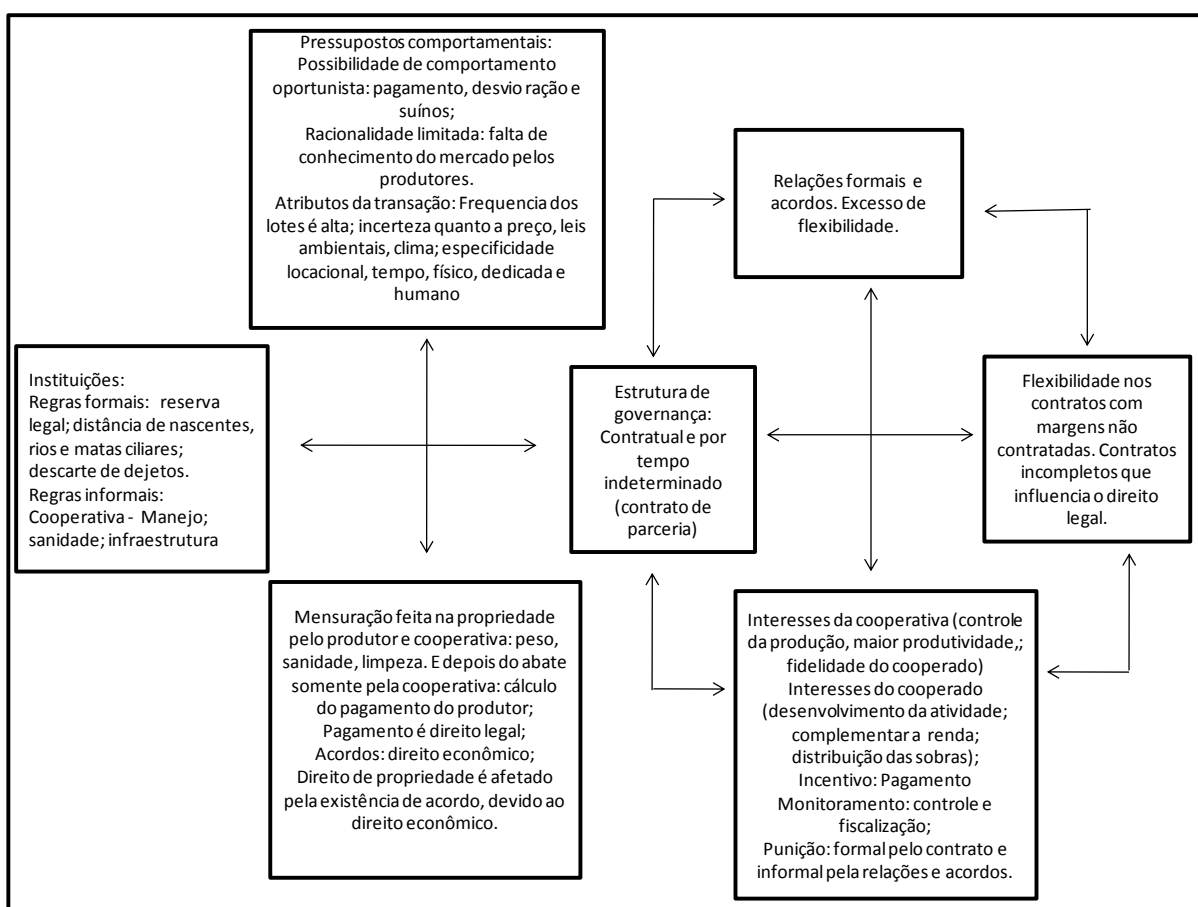 Pressupostos comportamentais:
Possibilidade de comportamento
oportunista: pagamento, desvio ração e
suínos;
Racionalidade limitada: falta de
conhecimento do mercado pelos
produtores.
Atributos da transação: Frequencia dos
lotes é alta; incerteza quanto a preço, leis
ambientais, clima; especificidade
locacional, tempo, físico, dedicada e
humano
Relações formais e
acordos. Excesso de
flexibilidade.
Instituições:
Regras formais: reserva
legal; distância de nascentes,
rios e matas ciliares;
descarte de dejetos.
Regras informais:
Cooperativa - Manejo;
sanidade; infraestrutura
Estrutura de
governança:
Contratual e por
tempo
indeterminado
(contrato de
parceria)
Flexibilidade nos
contratos com
margens não
contratadas. Contratos
incompletos que
influencia o direito
legal.
Mensuração feita na propriedade
pelo produtor e cooperativa: peso,
sanidade, limpeza. E depois do abate
somente pela cooperativa: cálculo
do pagamento do produtor;
Pagamento é direito legal;
Acordos: direito econômico;
Direito de propriedade é afetado
pela existência de acordo, devido ao
direito econômico.
Interesses da cooperativa (controle
da produção, maior produtividade,;
fidelidade do cooperado)
Interesses do cooperado
(desenvolvimento da atividade;
complementar a renda;
distribuição das sobras);
Incentivo: Pagamento
Monitoramento: controle e
fiscalização;
Punição: formal pelo contrato e
informal pela relações e acordos.